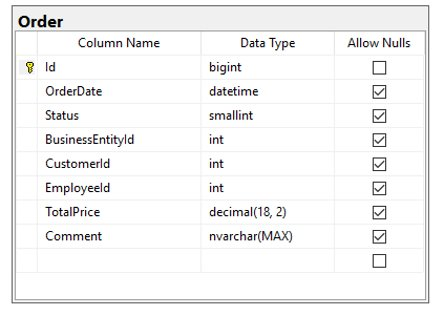 Order
Column Name Data Type Allow Nulls
Id bigint
OrderDate datetime
Status smallint
BusinessEntityId int
CustomerId int
EmployeeId int
TotalPrice decimal(18, 2)
Comment nvarchar(MAX)